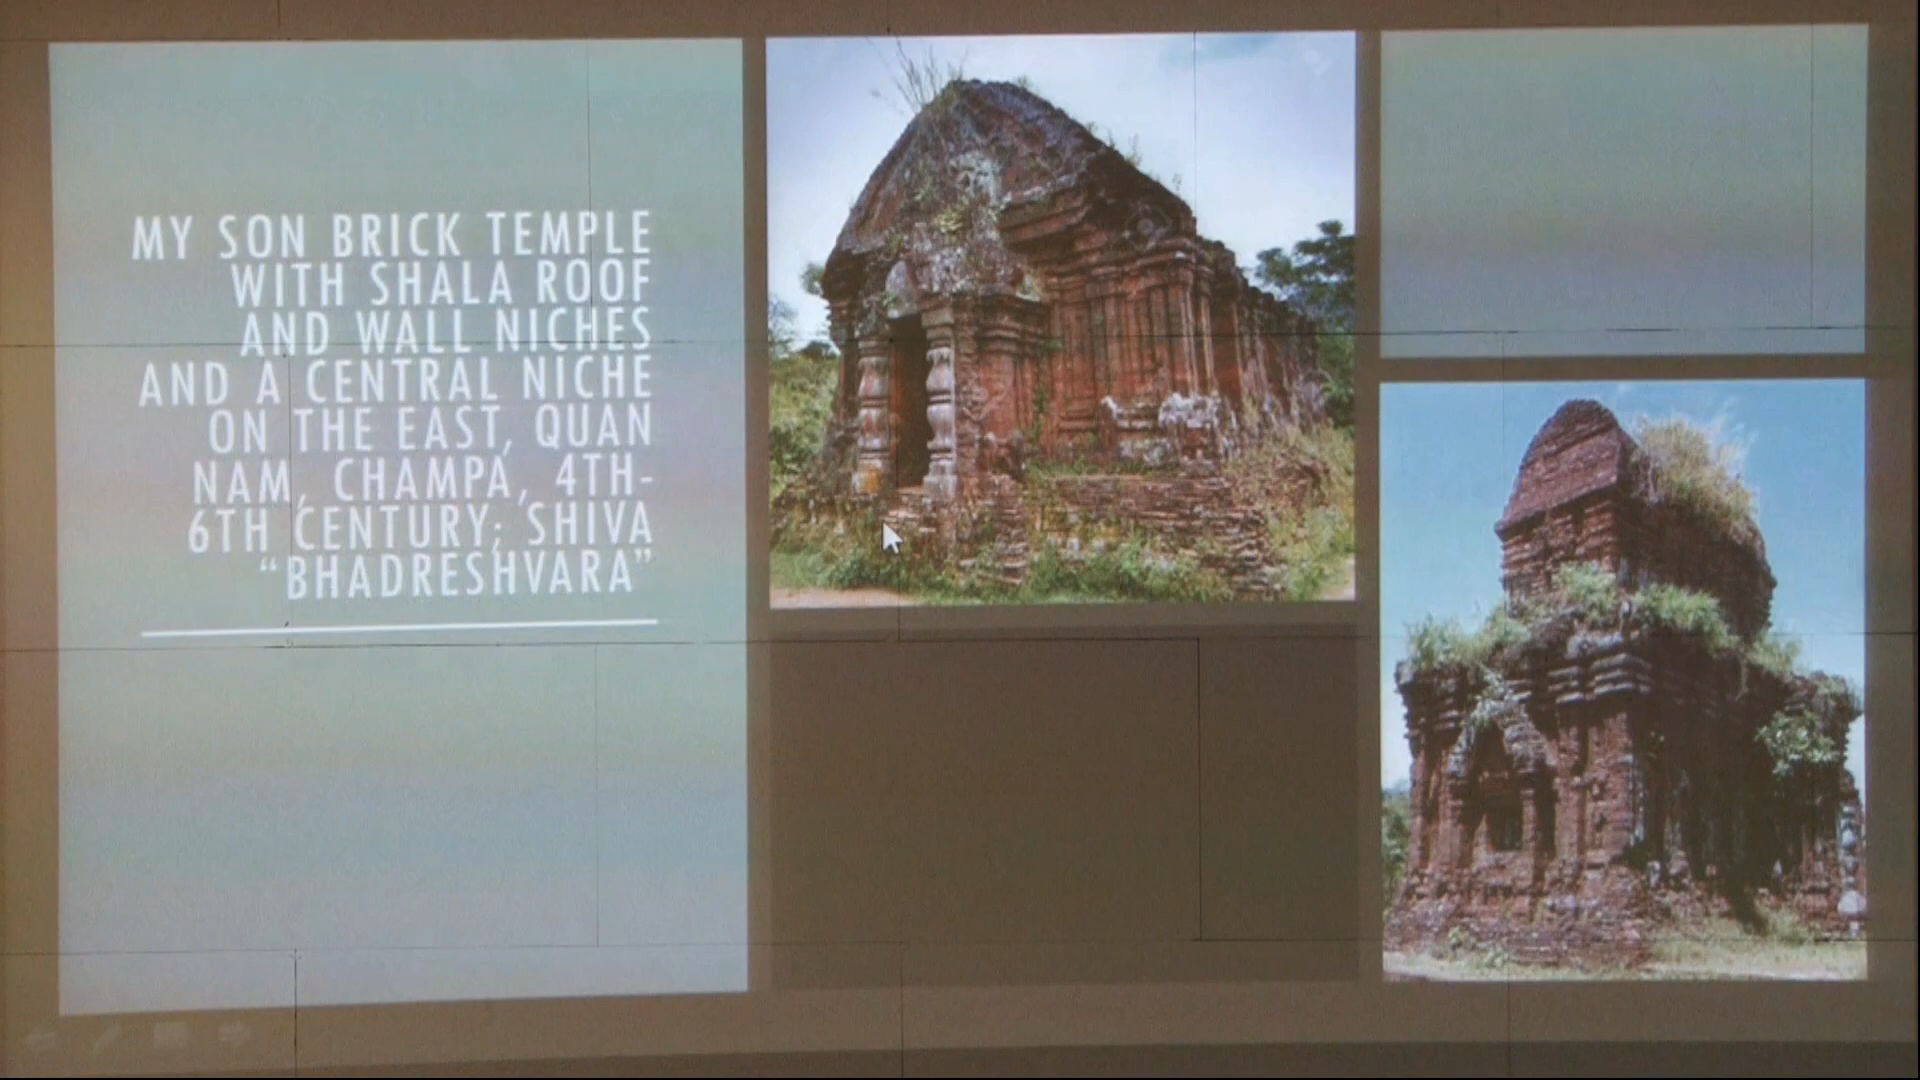 MY SON BRICK TEMPLE
WITH SHALA ROOF
AND WALL NICHES
AND A CENTRAL NICHE
ON THE EAST, QUAN
NAM, CHAMPA, 4TH-
6TH CENTURY; SHIVA
“BHADRESHVARA”